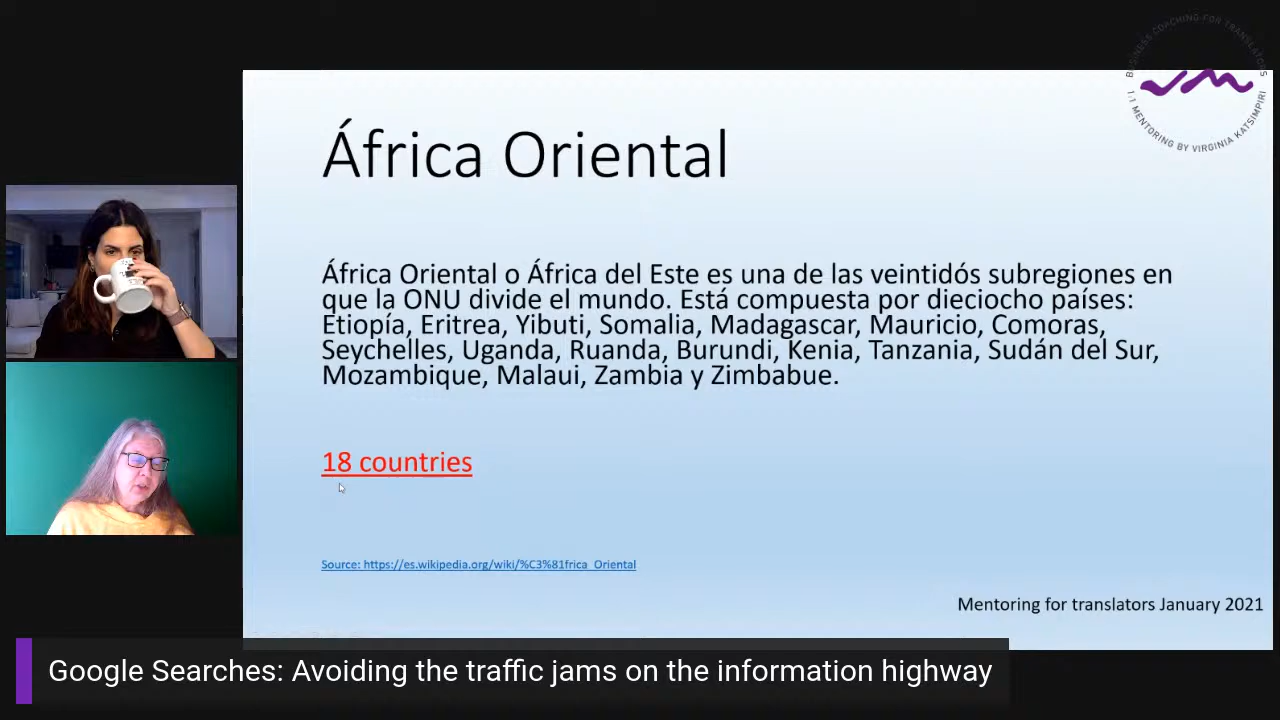 BUSINESS COACHING FOR TRANSLATORS
1:1 MENTORING BY VIRGINIA KATSIMPIRI
África Oriental
África Oriental o África del Este es una de las veintidós subregiones en
que la ONU divide el mundo. Está compuesta por dieciocho países:
Etiopía, Eritrea, Yibuti, Somalia, Madagascar, Mauricio, Comoras,
Seychelles, Uganda, Ruanda, Burundi, Kenia, Tanzania, Sudán del Sur,
Mozambique, Malaui, Zambia y Zimbabue.
18 countries
Source: https://es.wikipedia.org/wiki/%C3%81frica_Oriental
Mentoring for translators January 2021
Google Searches: Avoiding the traffic jams on the information highway